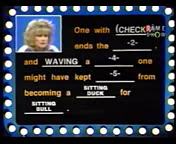 One with (CHECK
ends the -2-
and WAVING a -4- one
might have kept -5- from
becoming a SITTING DUCK for
SITTING BULL .